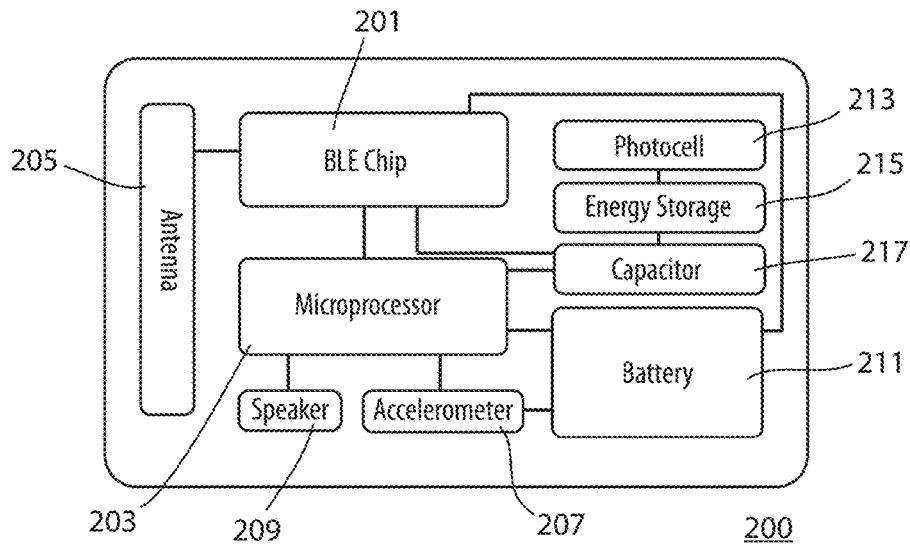 201
213
205
BLE Chip
Photocell
215
Antenna
Energy Storage
217
Capacitor
Microprocessor
Battery
211
Speaker
Accelerometer
203
209
207
200